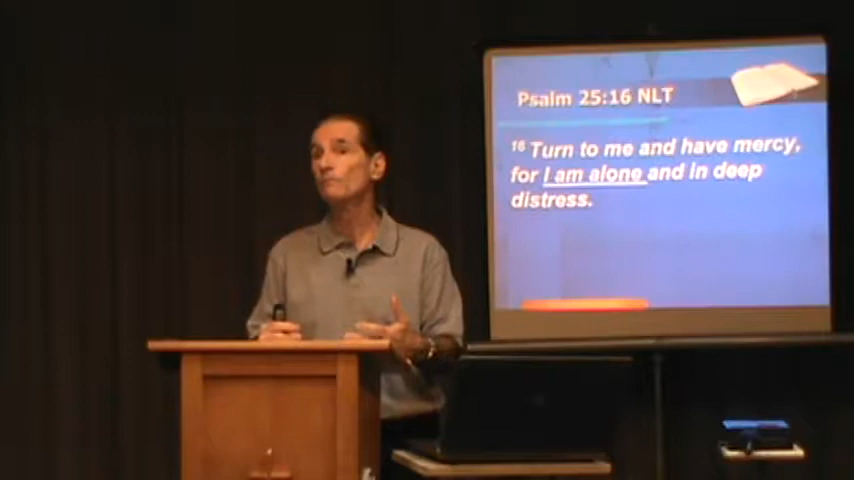 Psalm 25:16 NLT
16 Turn to me and have mercy,
for I am alone and in deep
distress.